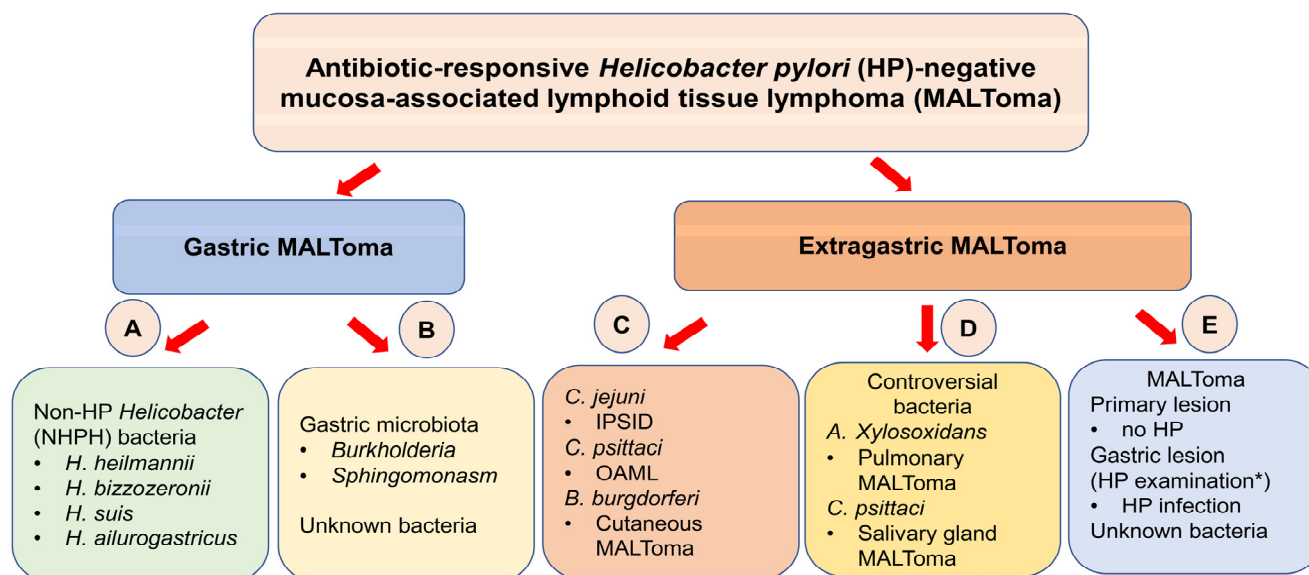 Antibiotic-responsive Helicobacter pylori (HP)-negative
mucosa-associated lymphoid tissue lymphoma (MALToma)
Gastric MALToma
Extragastric MALToma
A
B
C
D
E
Non-HP Helicobacter
(NHPH) bacteria
• H. heilmannii
• H. bizzozeronii
• H. suis
• H. ailurogastricus
Gastric microbiota
• Burkholderia
• Sphingomonasm
Unknown bacteria
C. jejuni
• IPSID
C. psittaci
• OAML
B. burgdorferi
• Cutaneous
MALToma
Controversial
bacteria
A. Xylosoxidans
• Pulmonary
MALToma
C. psittaci
• Salivary gland
MALToma
MALToma
Primary lesion
• no HP
Gastric lesion
(HP examination*)
• HP infection
Unknown bacteria